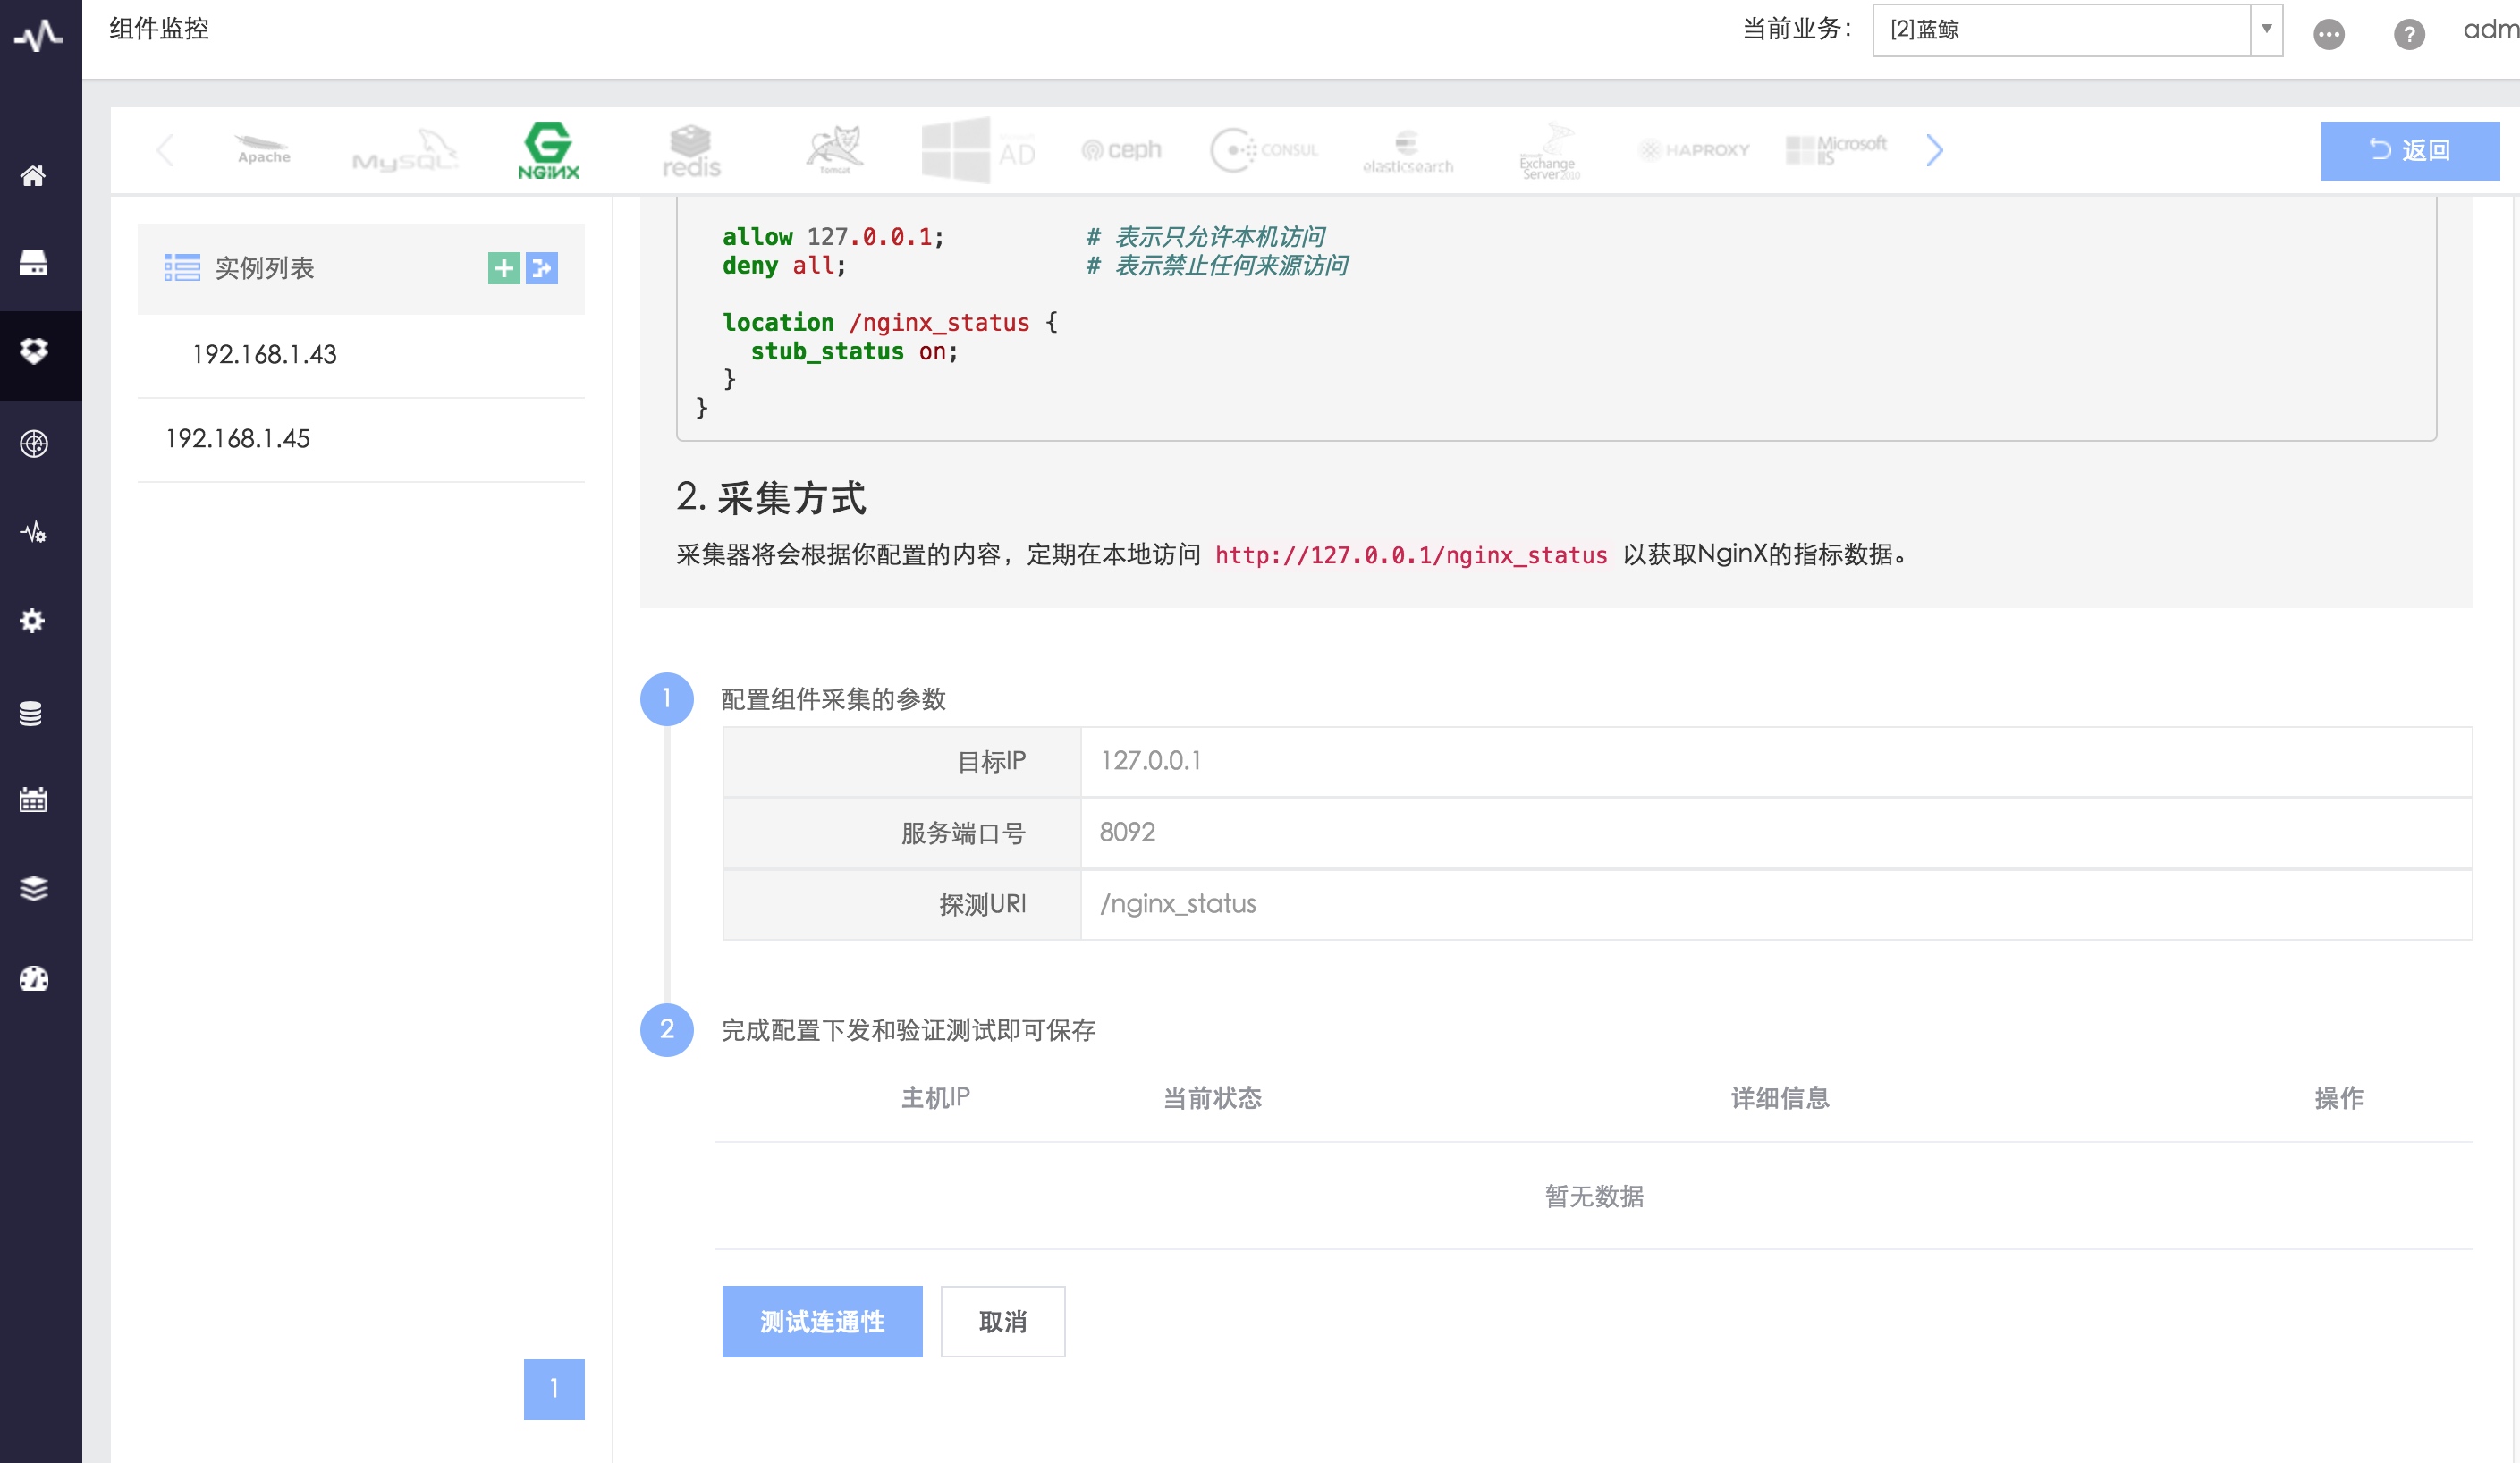 组件监控
当前业务：
[2]蓝鲸
adm
Apache
MySQL
NGINX
redis
Tomcat
AD
ceph
CONSUL
elasticsearch
Exchange
Server 2010
HAPROXY
Microsoft
IIS
返回
实例列表
192.168.1.43
192.168.1.45
1
allow 127.0.0.1; # 表示只允许本机访问
deny all; # 表示禁止任何来源访问
location /nginx_status {
stub_status on;
}
}
2. 采集方式
采集器将会根据你配置的内容，定期在本地访问 http://127.0.0.1/nginx_status 以获取NginX的指标数据。
1 配置组件采集的参数
目标IP 127.0.0.1
服务端口号 8092
探测URI /nginx_status
2 完成配置下发和验证测试即可保存
主机IP 当前状态 详细信息 操作
暂无数据
测试连通性 取消